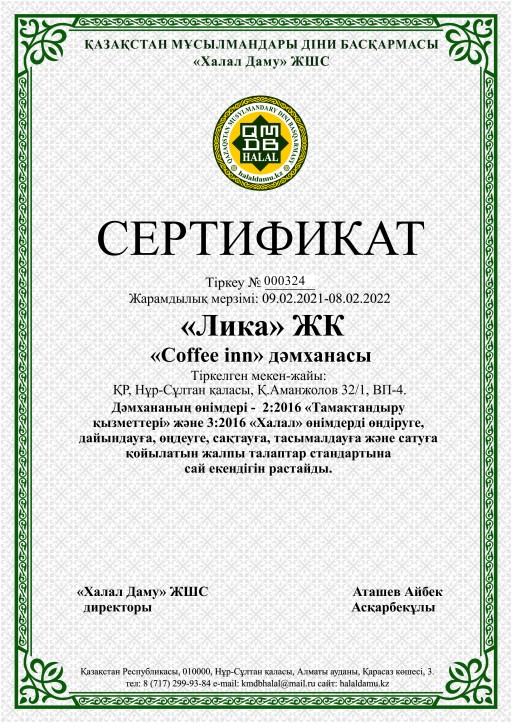 ҚАЗАҚСТАН МҰСЫЛМАНДАРЫ ДІНИ БАСҚАРМАСЫ
«Халал Даму» ЖШС
QAZAQSTAN MUSYLMANDARY DINI BASQARMASY
QMDB
HALAL
halaldamu.kz
СЕРТИФИКАТ
Тіркеу № 000324
Жарамдылық мерзімі: 09.02.2021-08.02.2022
«Лика» ЖК
«Coffee inn» дәмханасы
Тіркелген мекен-жайы:
ҚР, Нұр-Сұлтан қаласы, Қ.Аманжолов 32/1, ВП-4.
Дәмхананың өнімдері - 2:2016 «Тамақтандыру
қызметтері» және 3:2016 «Халал» өнімдерді өндіруге,
дайындауға, өңдеуге, сақтауға, тасымалдауға және сатуға
қойылатын жалпы талаптар стандартына
сай екендігін растайды.
«Халал Даму» ЖШС Аташев Айбек
директоры Асқарбекұлы
Қазақстан Республикасы, 010000, Нұр-Сұлтан қаласы, Алматы ауданы, Қарасаз көшесі, 3.
тел: 8 (717) 299-93-84 e-mail: kmdbhalal@mail.ru сайт: halaldamu.kz